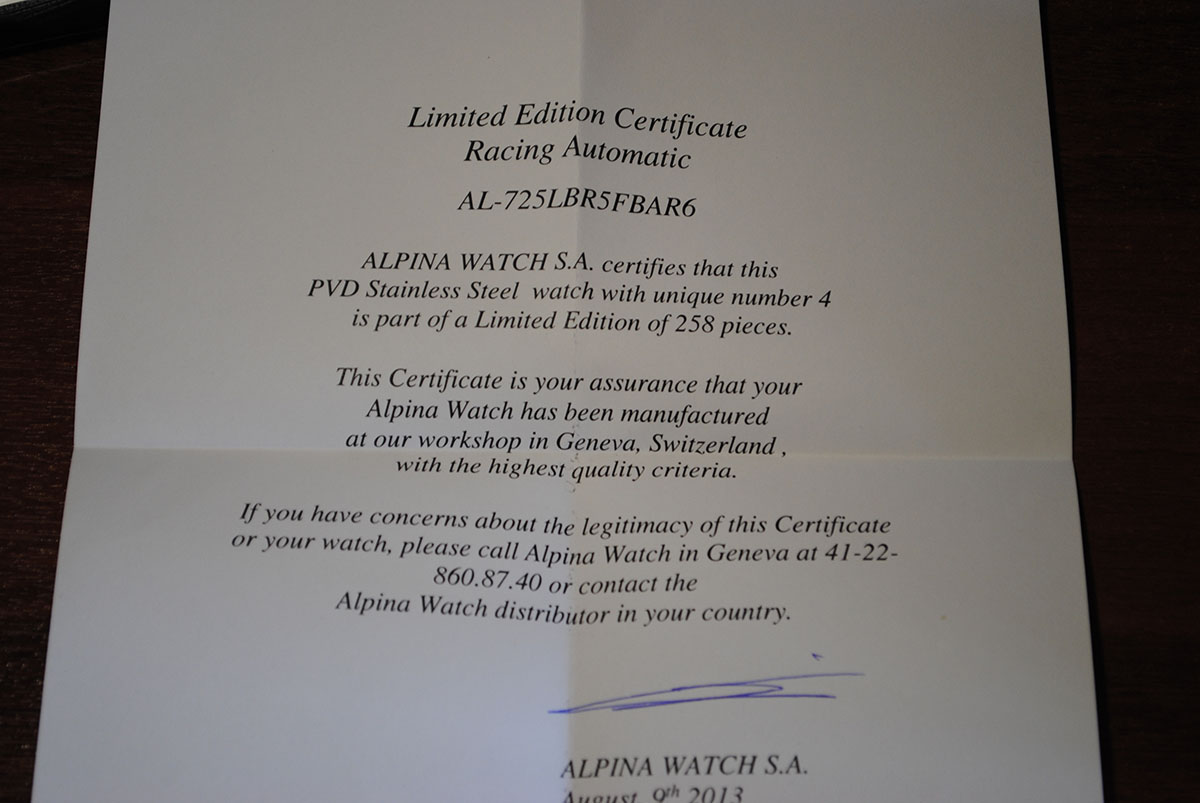 Limited Edition Certificate
Racing Automatic
AL-725LBR5FBAR6
ALPINA WATCH S.A. certifies that this
PVD Stainless Steel watch with unique number 4
is part of a Limited Edition of 258 pieces.
This Certificate is your assurance that your
Alpina Watch has been manufactured
at our workshop in Geneva, Switzerland ,
with the highest quality criteria.
If you have concerns about the legitimacy of this Certificate
or your watch, please call Alpina Watch in Geneva at 41-22-
860.87.40 or contact the
Alpina Watch distributor in your country.
ALPINA WATCH S.A.
August, 9th 2013